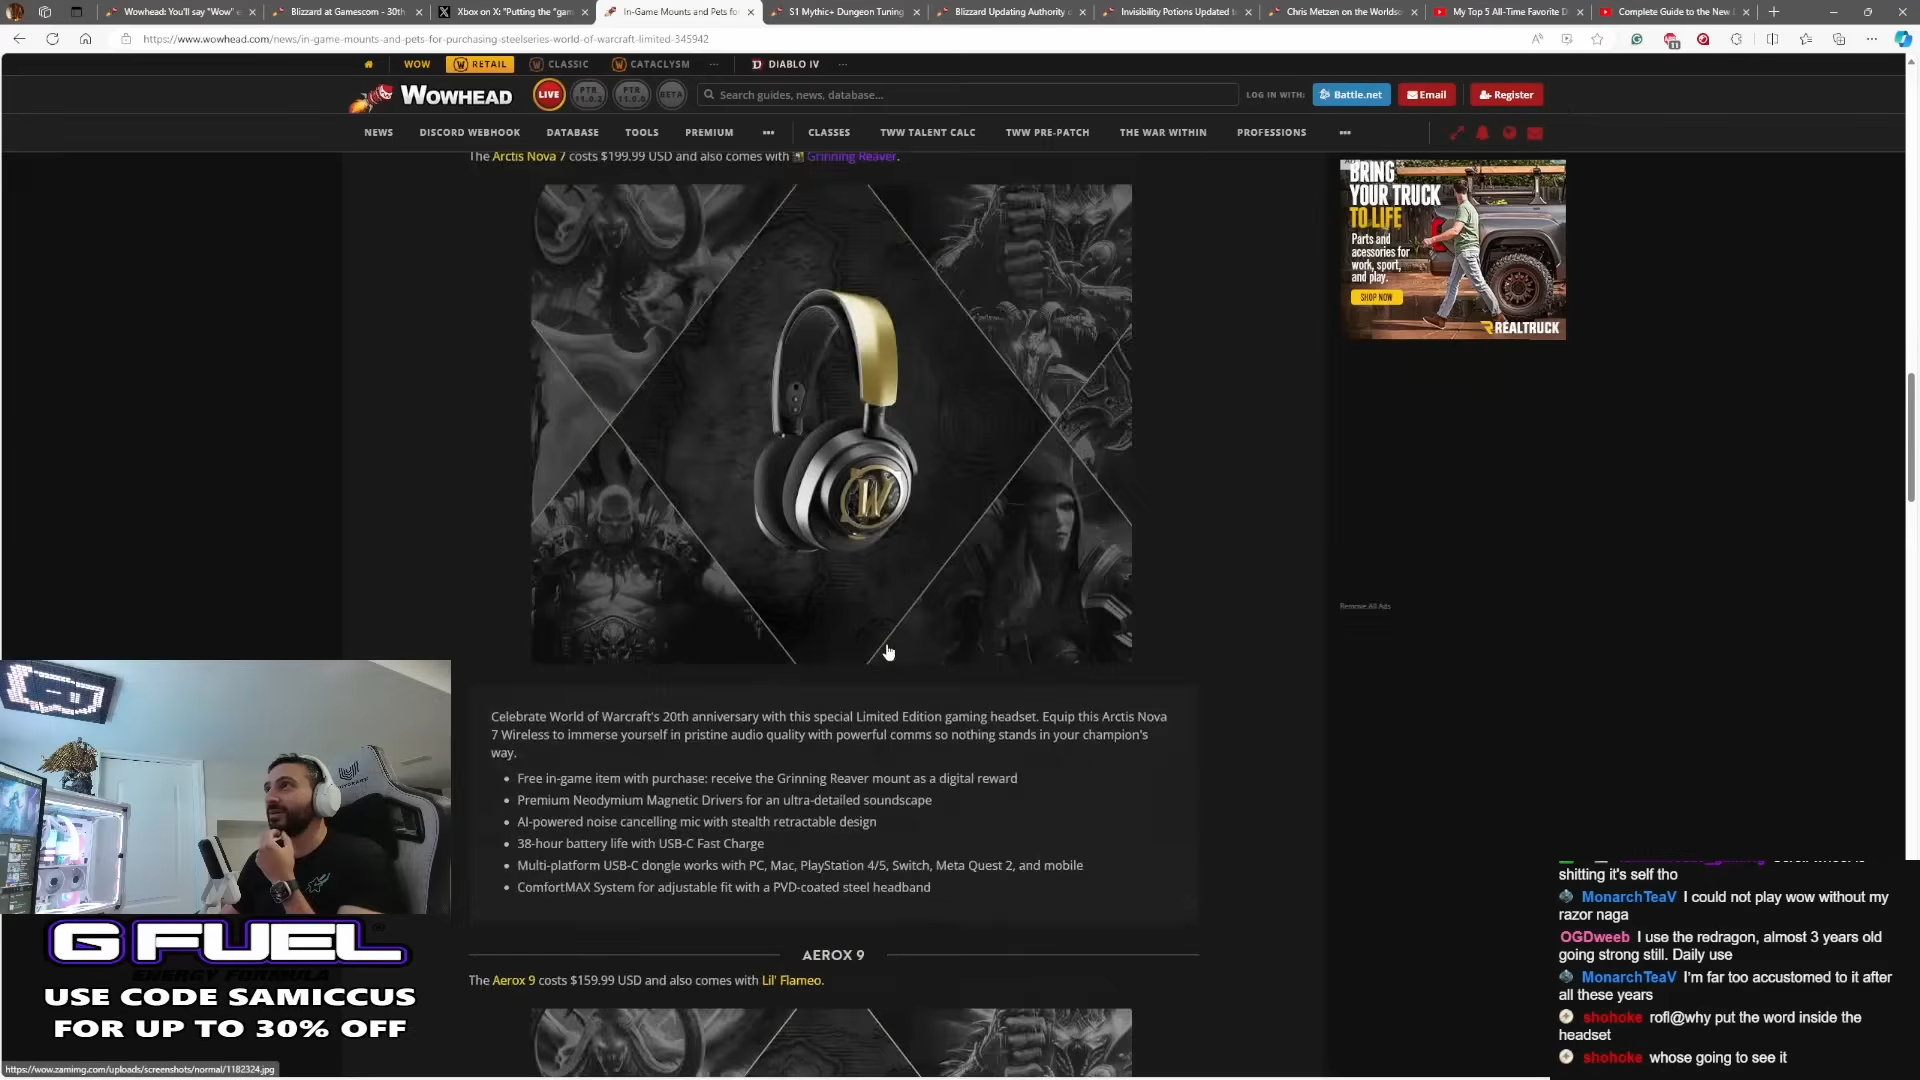 Wowhead: You'll say "Wow" e
Blizzard at Gamescom - 30th
Xbox on X: "Putting the "gam
In-Game Mounts and Pets fo
S1 Mythic+ Dungeon Tuning
Blizzard Updating Authority c
Invisibility Potions Updated t
Chris Metzen on the Worldso
My Top 5 All-Time Favorite D
Complete Guide to the New
https://www.wowhead.com/news/in-game-mounts-and-pets-for-purchasing-steelseries-world-of-warcraft-limited-345942
WOW
RETAIL
CLASSIC
CATACLYSM
DIABLO IV
WOWHEAD
LIVE
PTR 11.0.2
PTR 11.0.0
BETA
Search guides, news, database...
LOG IN WITH:
Battle.net
Email
Register
NEWS
DISCORD WEBHOOK
DATABASE
TOOLS
PREMIUM
CLASSES
TWW TALENT CALC
TWW PRE-PATCH
THE WAR WITHIN
PROFESSIONS
The Arctis Nova 7 costs $199.99 USD and also comes with Grinning Reaver.
BRING
YOUR TRUCK
TO LIFE
Parts and
acessories for
work, sport,
and play.
SHOP NOW
REALTRUCK
Remove All Ads
Celebrate World of Warcraft's 20th anniversary with this special Limited Edition gaming headset. Equip this Arctis Nova
7 Wireless to immerse yourself in pristine audio quality with powerful comms so nothing stands in your champion's
way.
• Free in-game item with purchase: receive the Grinning Reaver mount as a digital reward
• Premium Neodymium Magnetic Drivers for an ultra-detailed soundscape
• AI-powered noise cancelling mic with stealth retractable design
• 38-hour battery life with USB-C Fast Charge
• Multi-platform USB-C dongle works with PC, Mac, PlayStation 4/5, Switch, Meta Quest 2, and mobile
• ComfortMAX System for adjustable fit with a PVD-coated steel headband
AEROX 9
The Aerox 9 costs $159.99 USD and also comes with Lil' Flameo.
G FUEL
ENERGY FORMULA
USE CODE SAMICCUS
FOR UP TO 30% OFF
https://wow.zamimg.com/uploads/screenshots/normal/1182324.jpg
shitting it's self tho
MonarchTeaV I could not play wow without my
razor naga
OGDweeb I use the redragon, almost 3 years old
going strong still. Daily use
MonarchTeaV I'm far too accustomed to it after
all these years
shohoke rofl@why put the word inside the
headset
shohoke whose going to see it